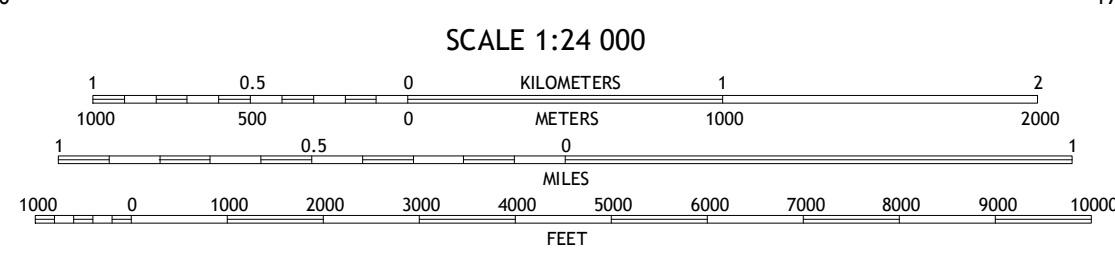 SCALE 1:24 000
1 0.5 0 KILOMETERS 1 2
1000 500 0 METERS 1000 2000
1 0.5 0 1
MILES
1000 0 1000 2000 3000 4000 5000 6000 7000 8000 9000 10000
FEET